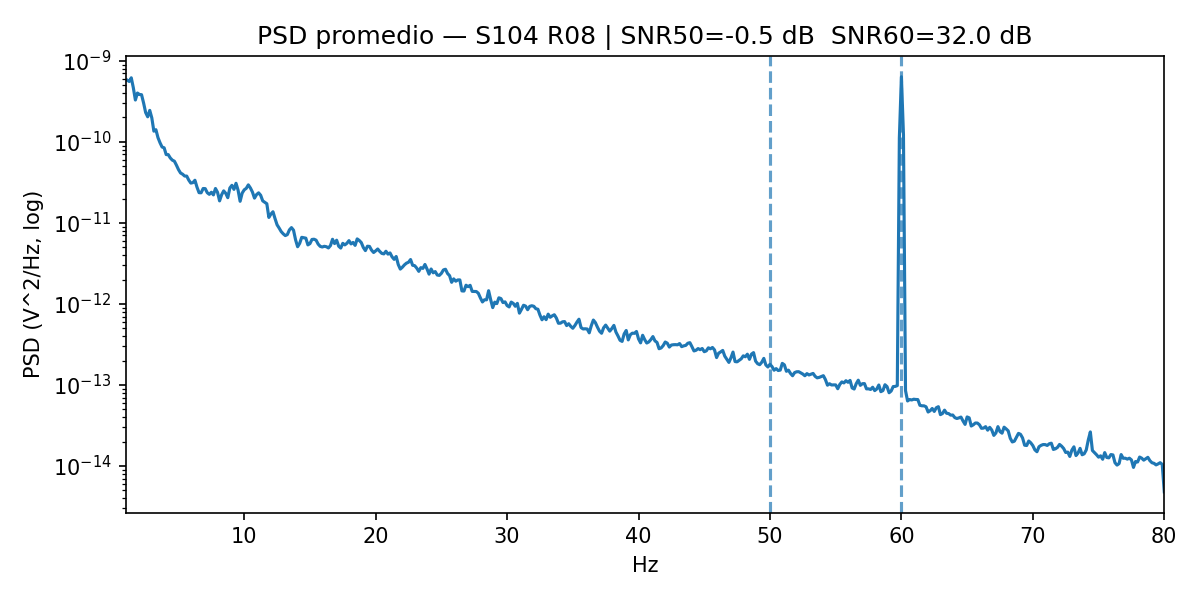 PSD promedio — S104 R08 | SNR50=-0.5 dB  SNR60=32.0 dB
PSD (V^2/Hz, log)
10⁻⁹
10⁻¹⁰
10⁻¹¹
10⁻¹²
10⁻¹³
10⁻¹⁴
10 20 30 40 50 60 70 80
Hz